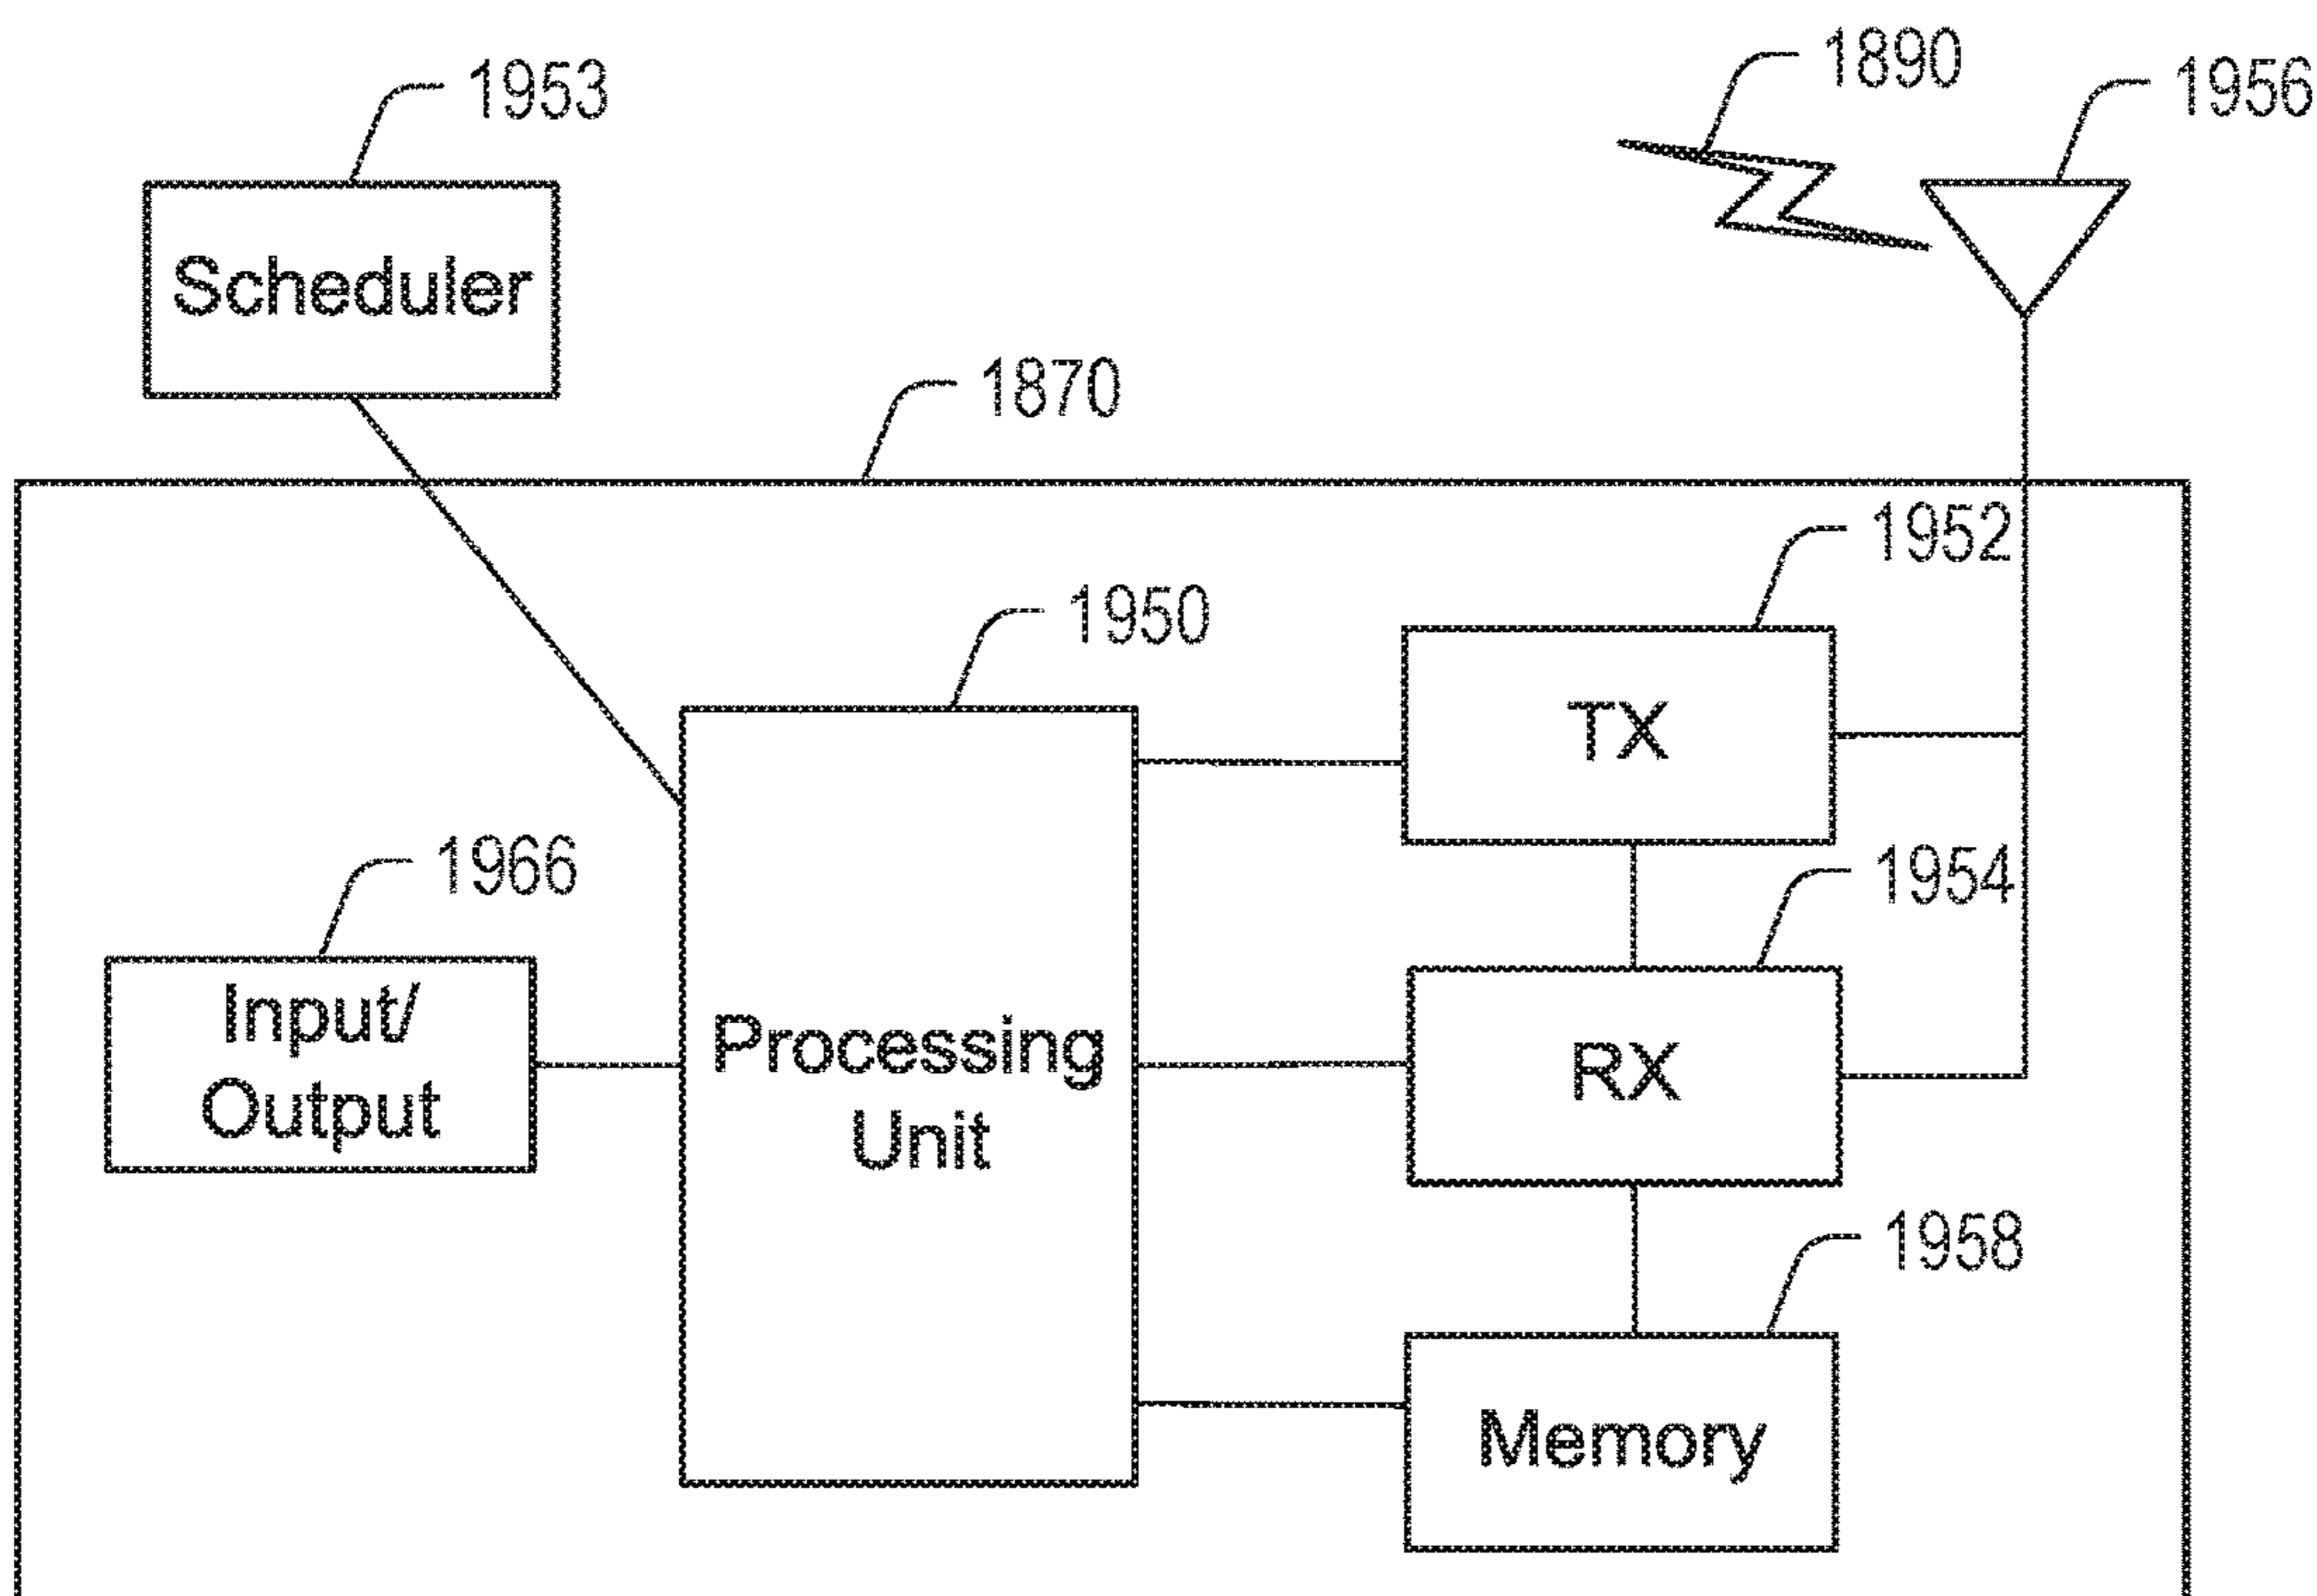 1890
1956
1953
Scheduler
1870
1952
TX
1950
1966
Input/
Output
Processing
Unit
1954
RX
1958
Memory